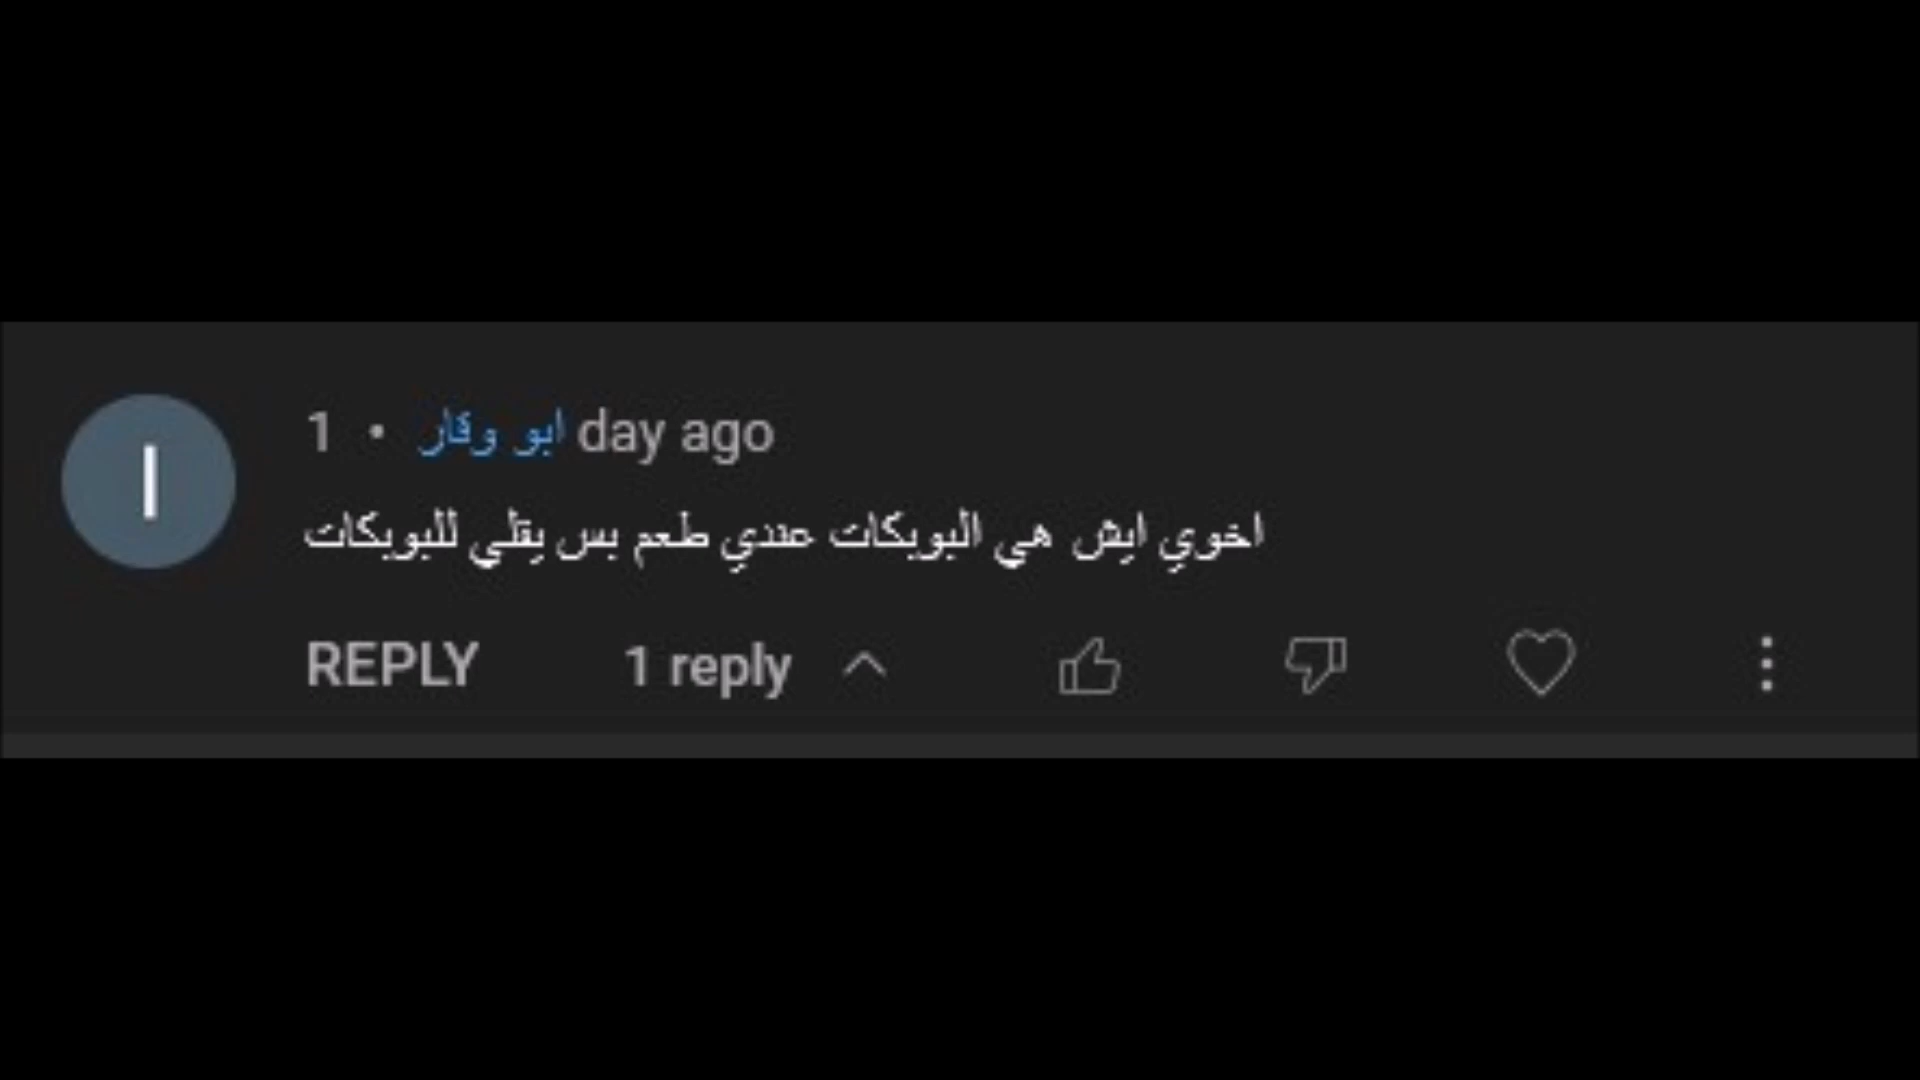 ا
ابو وقار • 1 day ago
اخوي ايش هي البويكات عندي طعم بس يقلي للبويكات
REPLY 1 reply